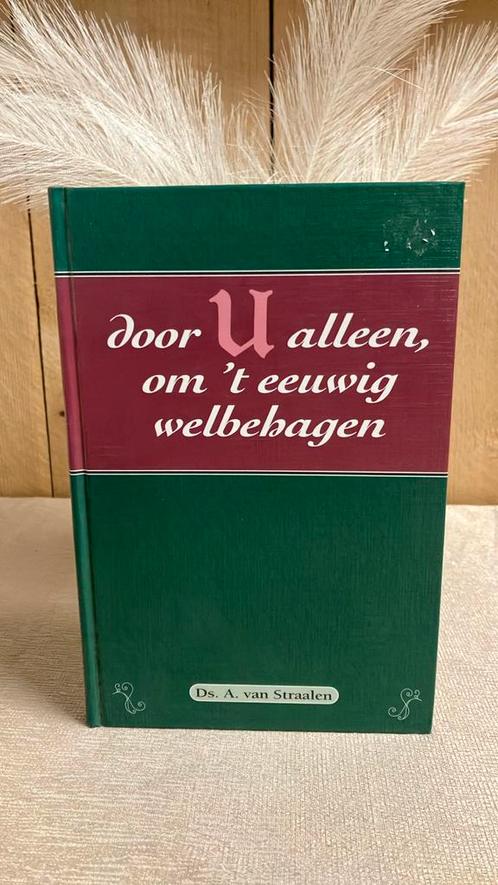 door U alleen,
om 't eeuwig
welbehagen
Ds. A. van Straalen